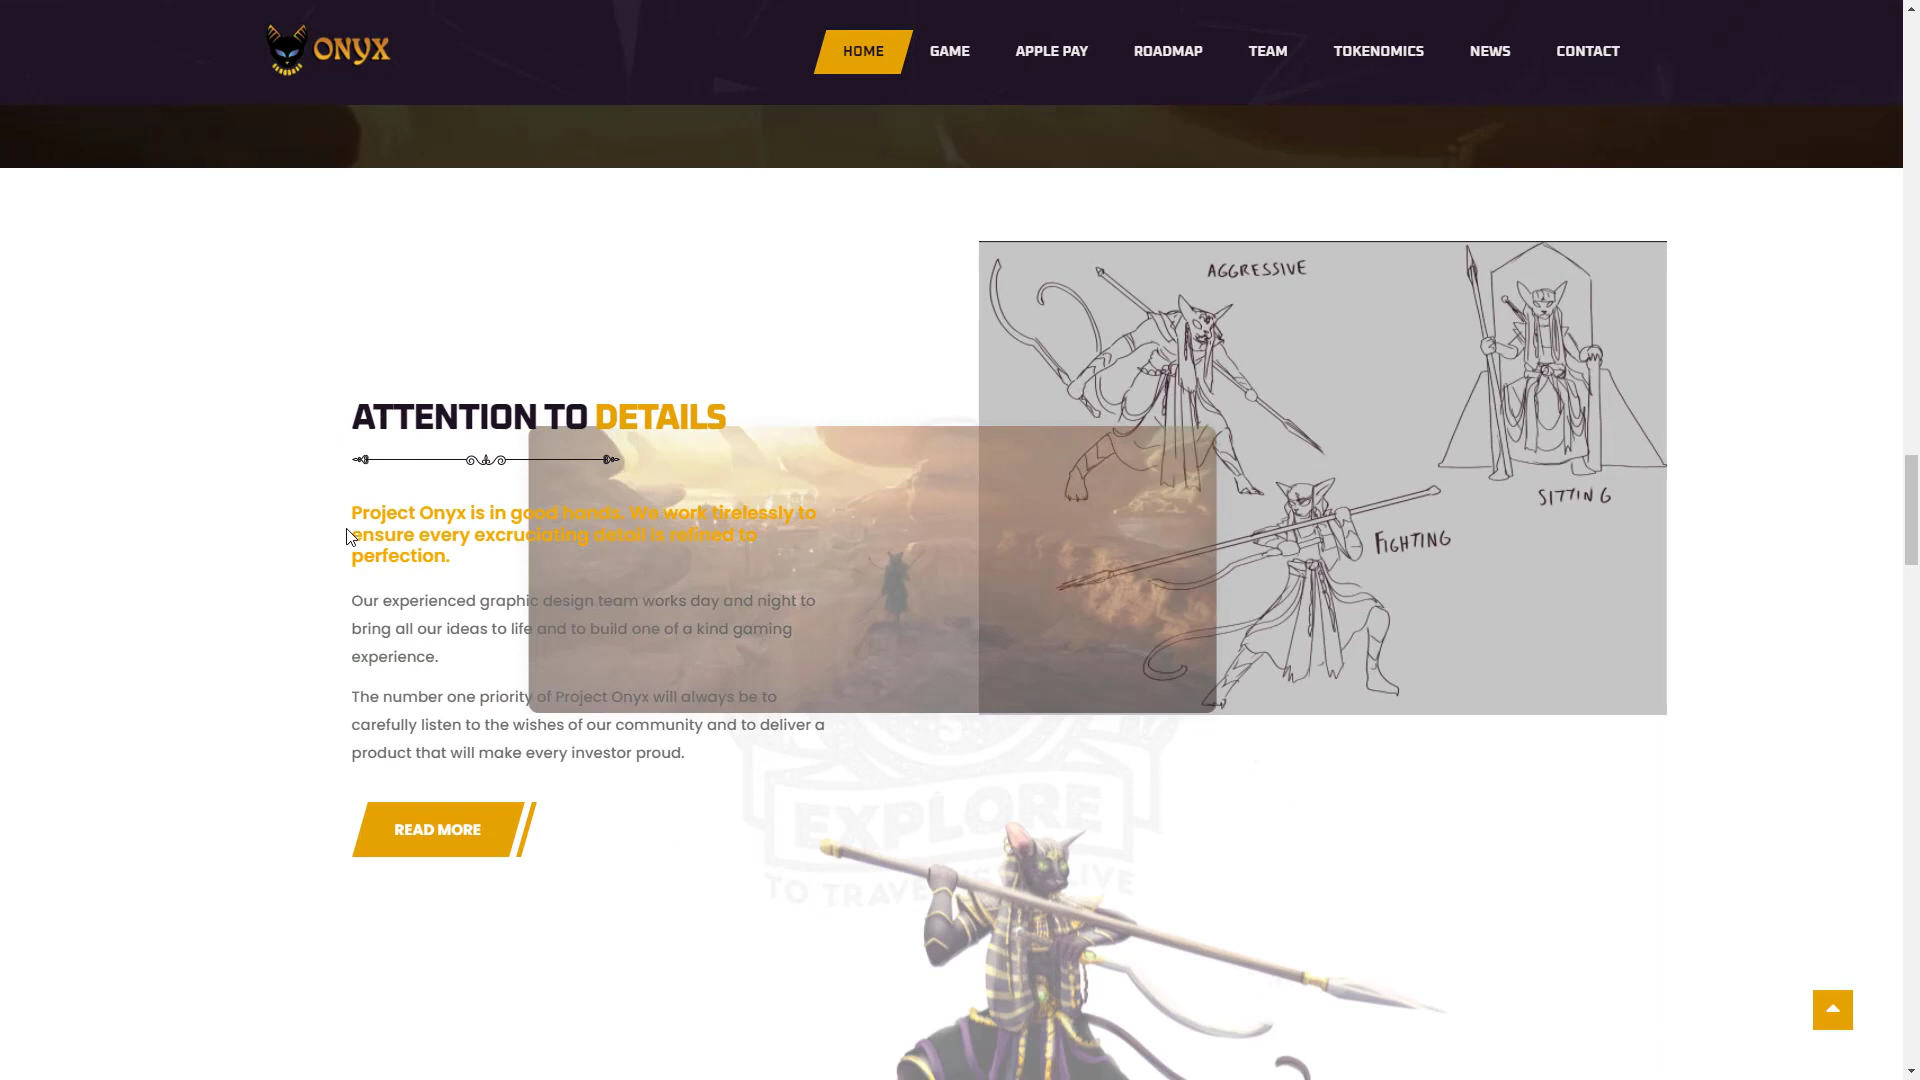 ONYX
HOME
GAME
APPLE PAY
ROADMAP
TEAM
TOKENOMICS
NEWS
CONTACT
AGGRESSIVE
SITTING
FIGHTING
ATTENTION TO DETAILS
Project Onyx is in good hands. We work tirelessly to
ensure every excruciating detail is refined to
perfection.
Our experienced graphic design team works day and night to
bring all our ideas to life and to build one of a kind gaming
experience.
The number one priority of Project Onyx will always be to
carefully listen to the wishes of our community and to deliver a
product that will make every investor proud.
READ MORE
EXPLORE
TO TRAVEL LIVE